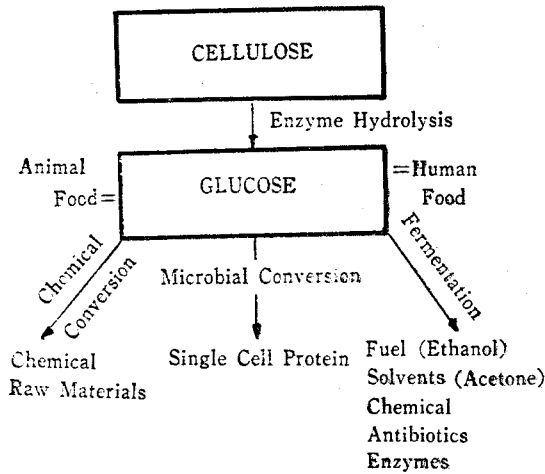 CELLULOSE
Enzyme Hydrolysis
Animal
Food=
GLUCOSE
=Human
Food
Chemical
Conversion
Microbial Conversion
Fermentation
Chemical
Raw Materials
Single Cell Protein
Fuel (Ethanol)
Solvents (Acetone)
Chemical
Antibiotics
Enzymes